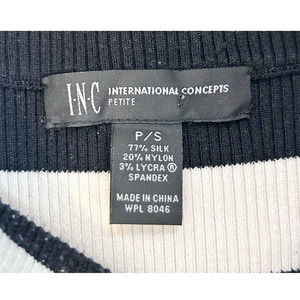 I·N·C INTERNATIONAL CONCEPTS
PETITE
P/S
77% SILK
20% NYLON
3% LYCRA ®
SPANDEX
MADE IN CHINA
WPL 8046